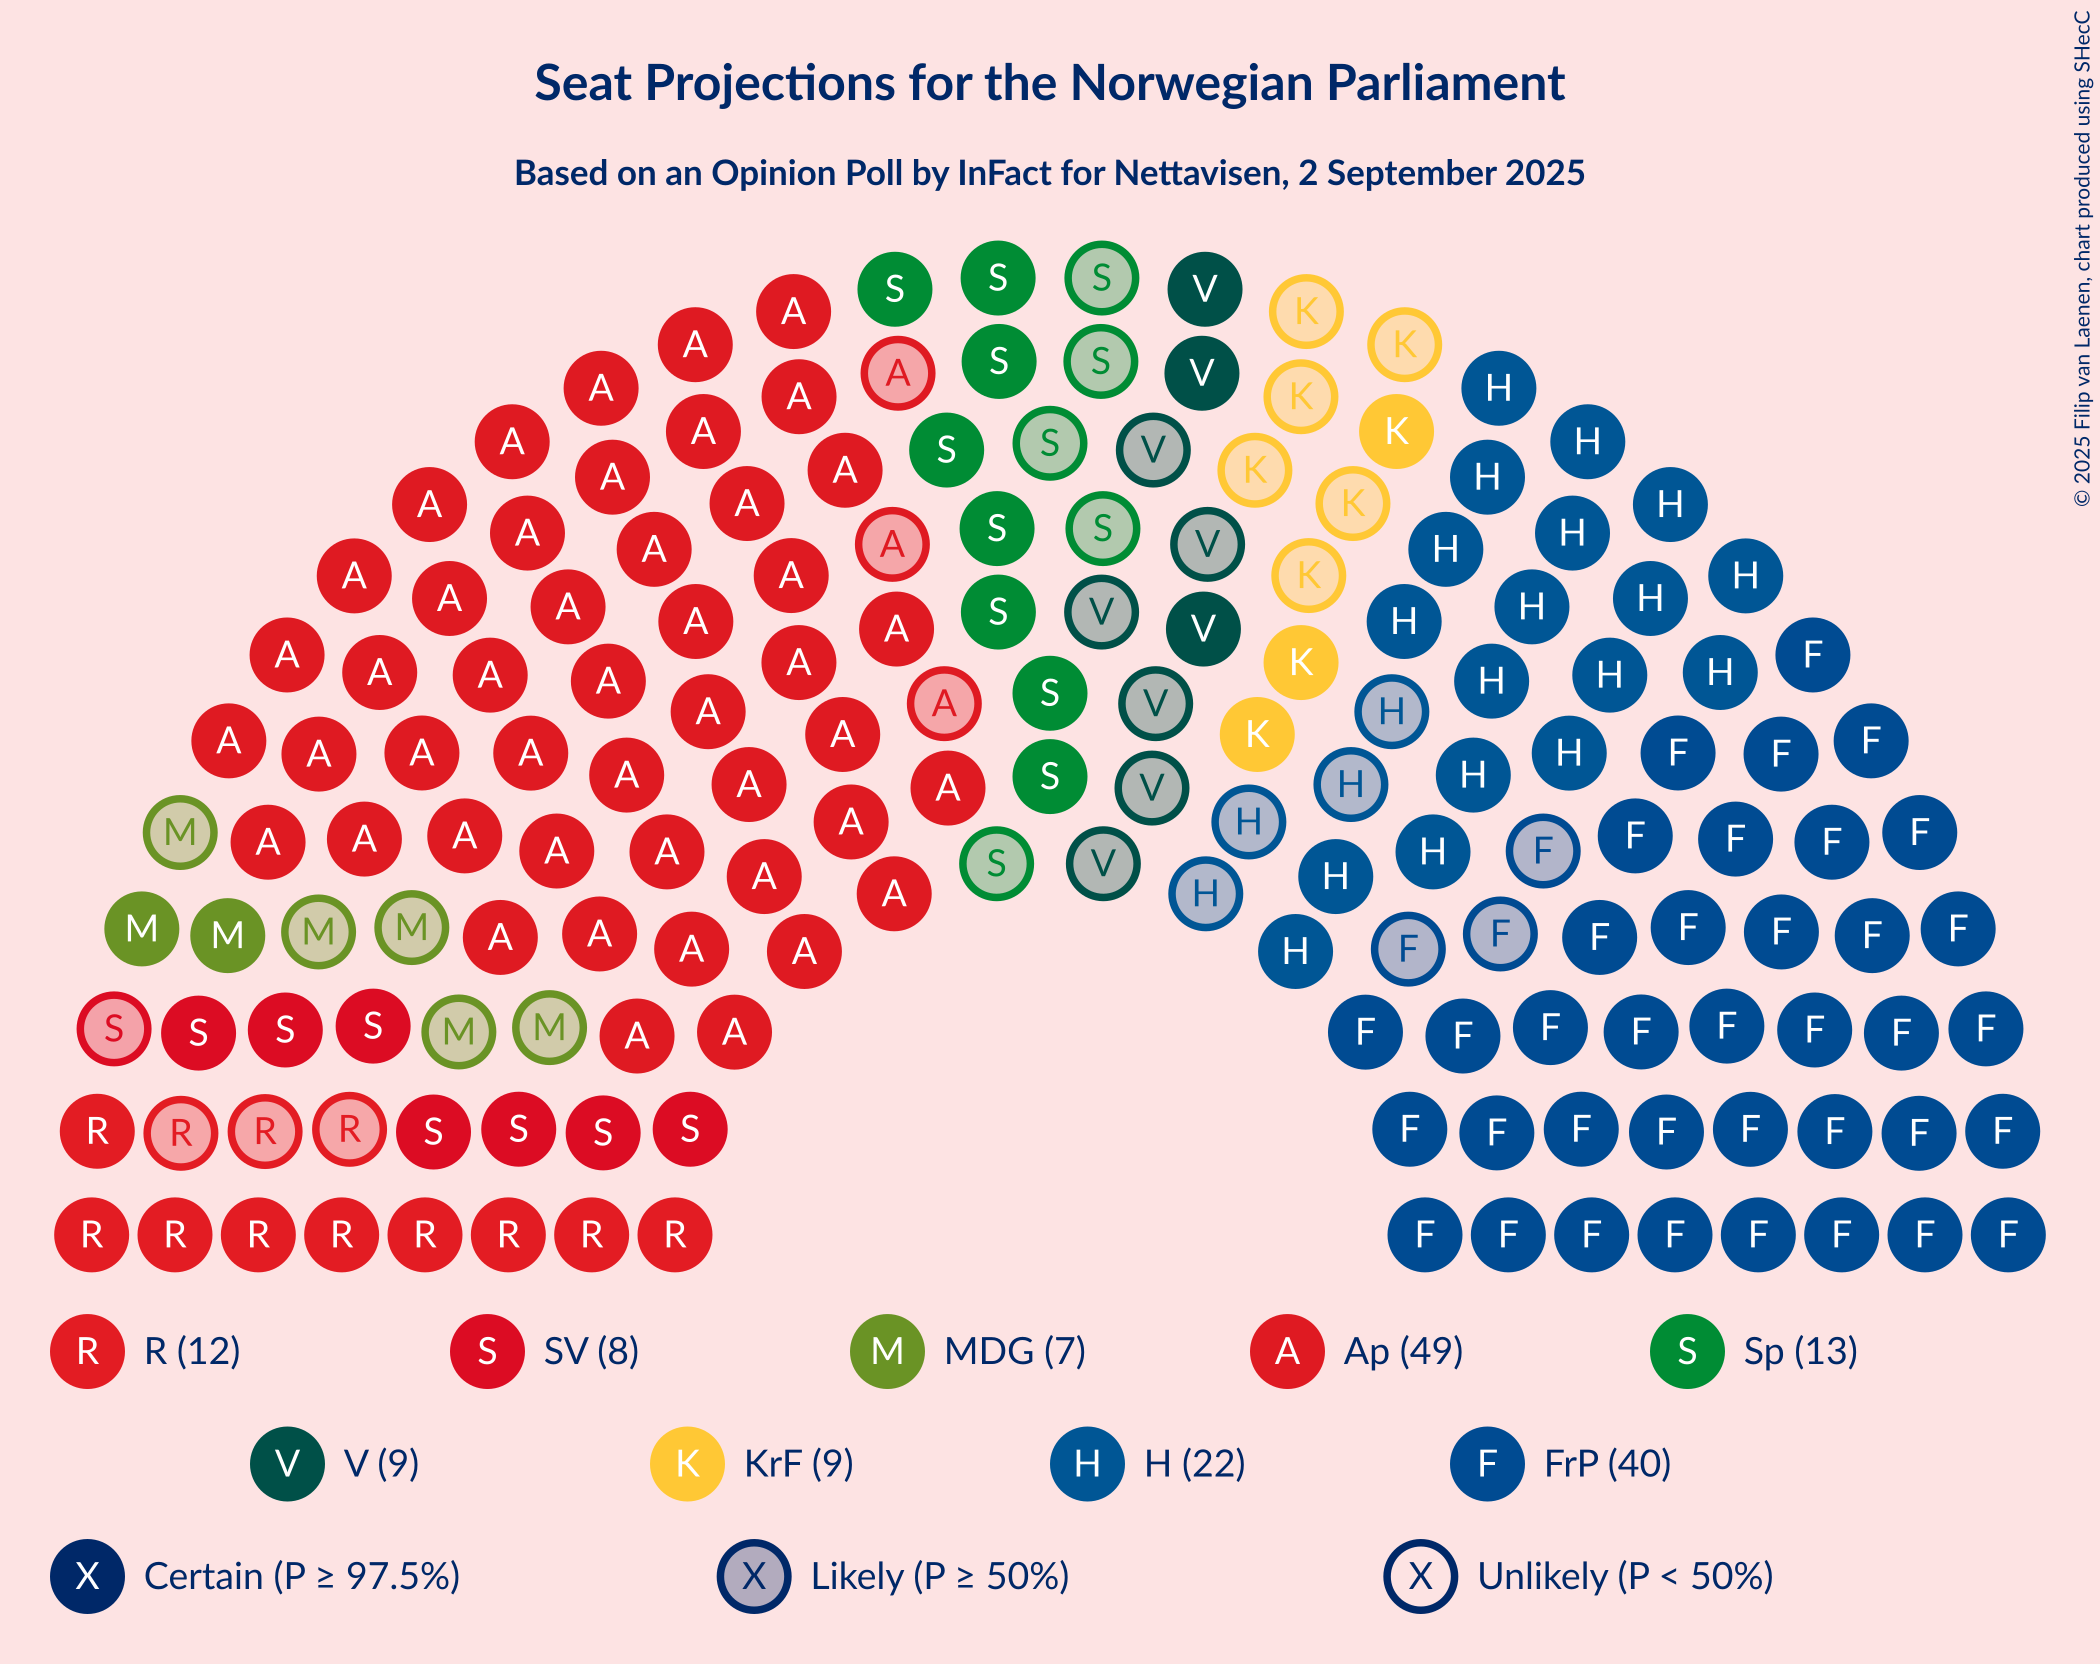 Seat Projections for the Norwegian Parliament
Based on an Opinion Poll by InFact for Nettavisen, 2 September 2025
© 2025 Filip van Laenen, chart produced using SHecC
S S S V
A K
A S S V K
A A A K H
A A S S V K K H
A A A K H
A A S S V K H H
A A A A K H H H
A A A S V V K H H H
A A A A A S V K H H H H F
A A A A A A S V K H H H H F F F
M A A A A A A A S V H H H H F F F F F
M M M M A A A A H F F F F F F F
S S S S M M A A F F F F F F F F
R R R R S S S S F F F F F F F F
R R R R R R R R F F F F F F F F
R R (12) S SV (8) M MDG (7) A Ap (49) S Sp (13)
V V (9) K KrF (9) H H (22) F FrP (40)
X Certain (P ≥ 97.5%) X Likely (P ≥ 50%) X Unlikely (P < 50%)